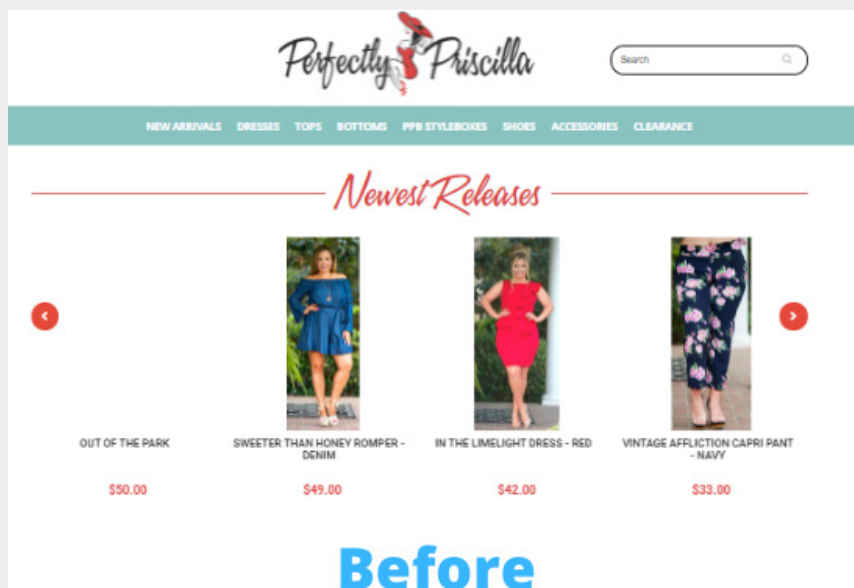 Perfectly Priscilla
Search
NEW ARRIVALS DRESSES TOPS BOTTOMS PPB STYLEBOXES SHOES ACCESSORIES CLEARANCE
Newest Releases
OUT OF THE PARK
SWEETER THAN HONEY ROMPER -
DENIM
IN THE LIMELIGHT DRESS - RED
VINTAGE AFFLICTION CAPRI PANT
- NAVY
$50.00
$49.00
$42.00
$33.00
Before